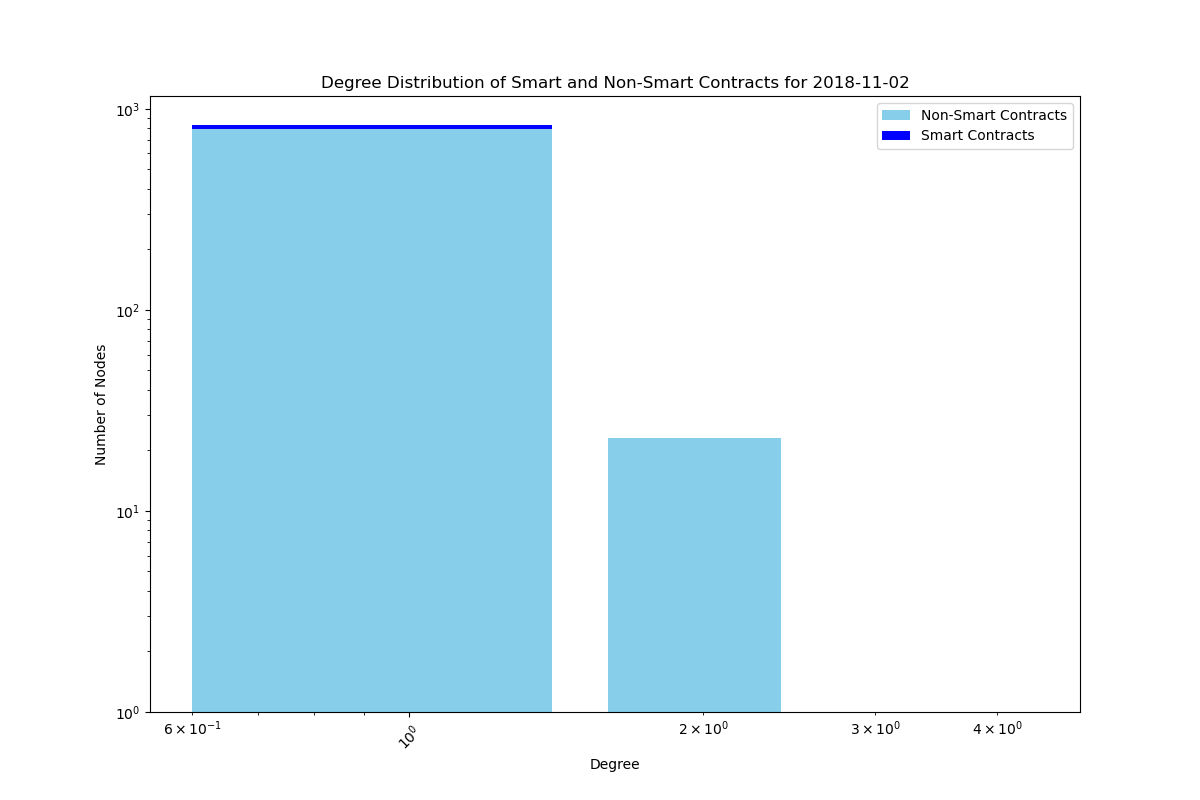 Degree Distribution of Smart and Non-Smart Contracts for 2018-11-02
Non-Smart Contracts
Smart Contracts
Number of Nodes
10³
10²
10¹
10⁰
6 × 10⁻¹
10⁰
2 × 10⁰
3 × 10⁰
4 × 10⁰
Degree